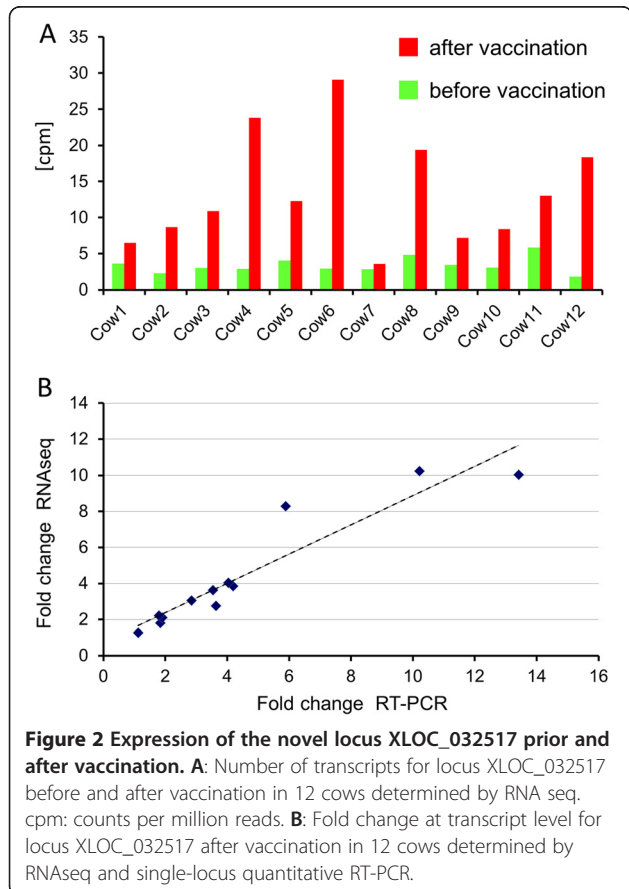 A
after vaccination
before vaccination
[cpm]
35
30
25
20
15
10
5
0
Cow1
Cow2
Cow3
Cow4
Cow5
Cow6
Cow7
Cow8
Cow9
Cow10
Cow11
Cow12
B
Fold change RNAseq
14
12
10
8
6
4
2
0
0
2
4
6
8
10
12
14
16
Fold change RT-PCR
Figure 2 Expression of the novel locus XLOC_032517 prior and
after vaccination. A: Number of transcripts for locus XLOC_032517
before and after vaccination in 12 cows determined by RNA seq.
cpm: counts per million reads. B: Fold change at transcript level for
locus XLOC_032517 after vaccination in 12 cows determined by
RNAseq and single-locus quantitative RT-PCR.